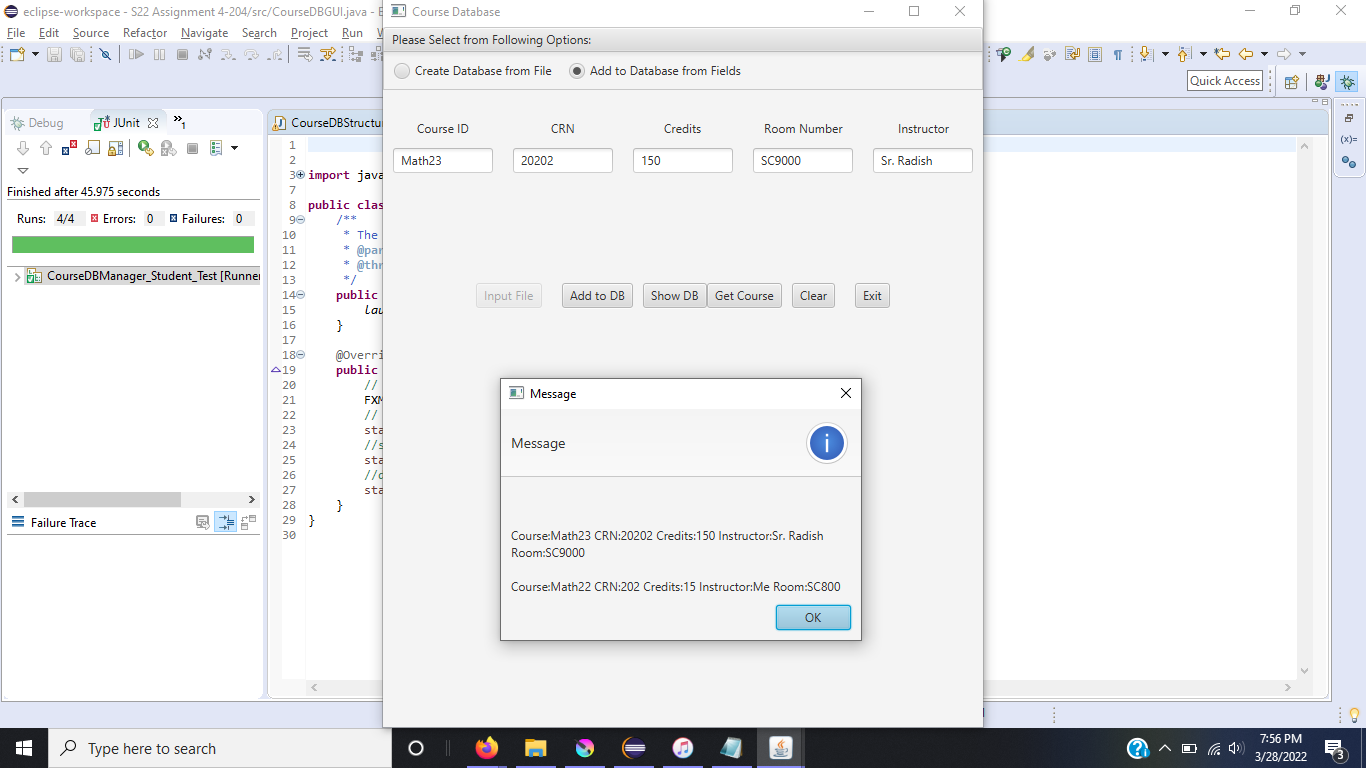 eclipse-workspace - S22 Assignment 4-204/src/CourseDBGUI.java - E
File Edit Source Refactor Navigate Search Project Run
Quick Access
Debug
JUnit
1
Finished after 45.975 seconds
Runs: 4/4 Errors: 0 Failures: 0
CourseDBManager_Student_Test [Runner
Failure Trace
CourseDBStructu
1
2
3 import java
7
8 public clas
9 /**
10 * The
11 * @par
12 * @thr
13 */
14 public
15 lau
16 }
17
18 @Overri
19 public
20 //
21 FXM
22 //
23 sta
24 //s
25 sta
26 //d
27 sta
28 }
29 }
30
Course Database
Please Select from Following Options:
Create Database from File Add to Database from Fields
Course ID CRN Credits Room Number Instructor
Math23 20202 150 SC9000 Sr. Radish
Input File Add to DB Show DB Get Course Clear Exit
Message
Message
Course:Math23 CRN:20202 Credits:150 Instructor:Sr. Radish
Room:SC9000
Course:Math22 CRN:202 Credits:15 Instructor:Me Room:SC800
OK
(x)=
Type here to search
7:56 PM
3/28/2022
3